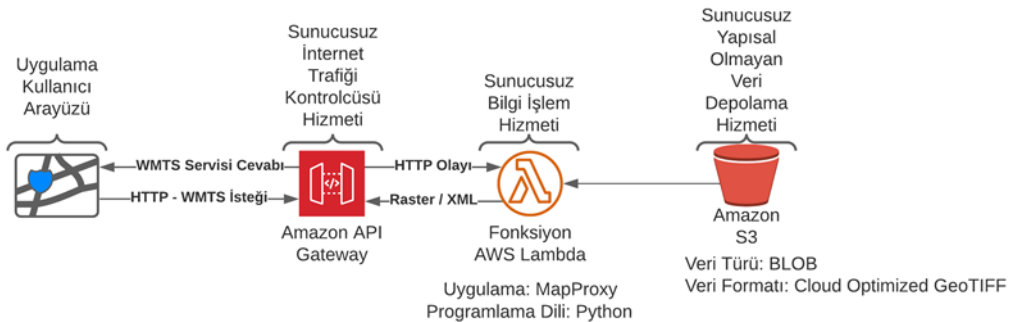 Uygulama
Kullanıcı
Arayüzü
Sunucusuz
İnternet
Trafiği
Kontrolcüsü
Hizmeti
Sunucusuz
Bilgi İşlem
Hizmeti
Sunucusuz
Yapısal
Olmayan
Veri
Depolama
Hizmeti
WMTS Servisi Cevabı
HTTP - WMTS İsteği
</>
HTTP Olayı
Raster / XML
Amazon API
Gateway
Fonksiyon
AWS Lambda
Uygulama: MapProxy
Programlama Dili: Python
Amazon
S3
Veri Türü: BLOB
Veri Formatı: Cloud Optimized GeoTIFF